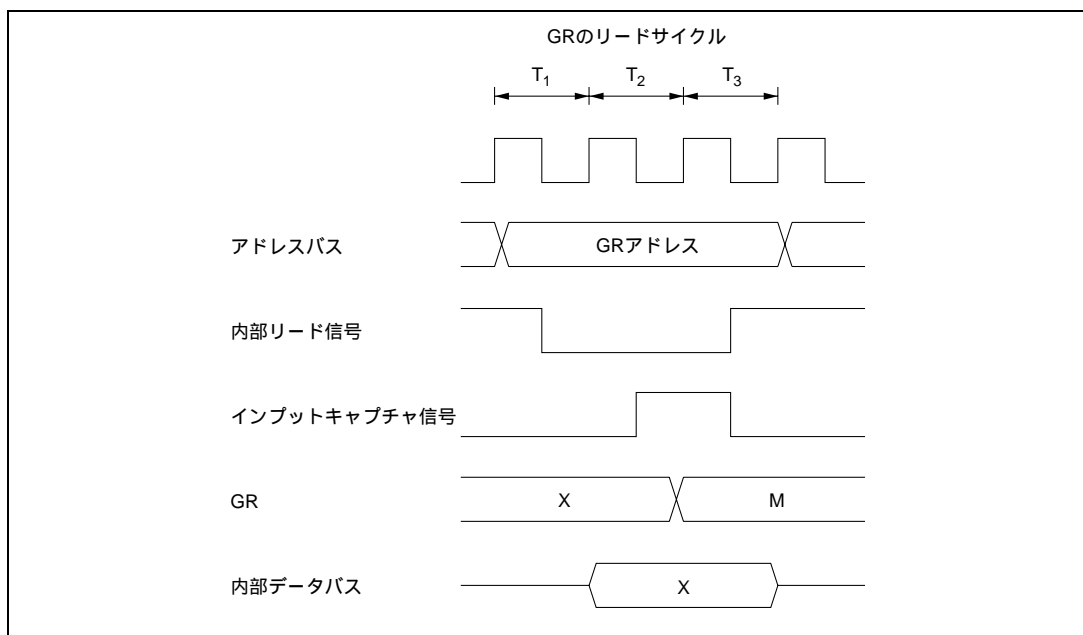 GRのリードサイクル
T1 T2 T3
アドレスバス GRアドレス
内部リード信号
インプットキャプチャ信号
GR X M
内部データバス X